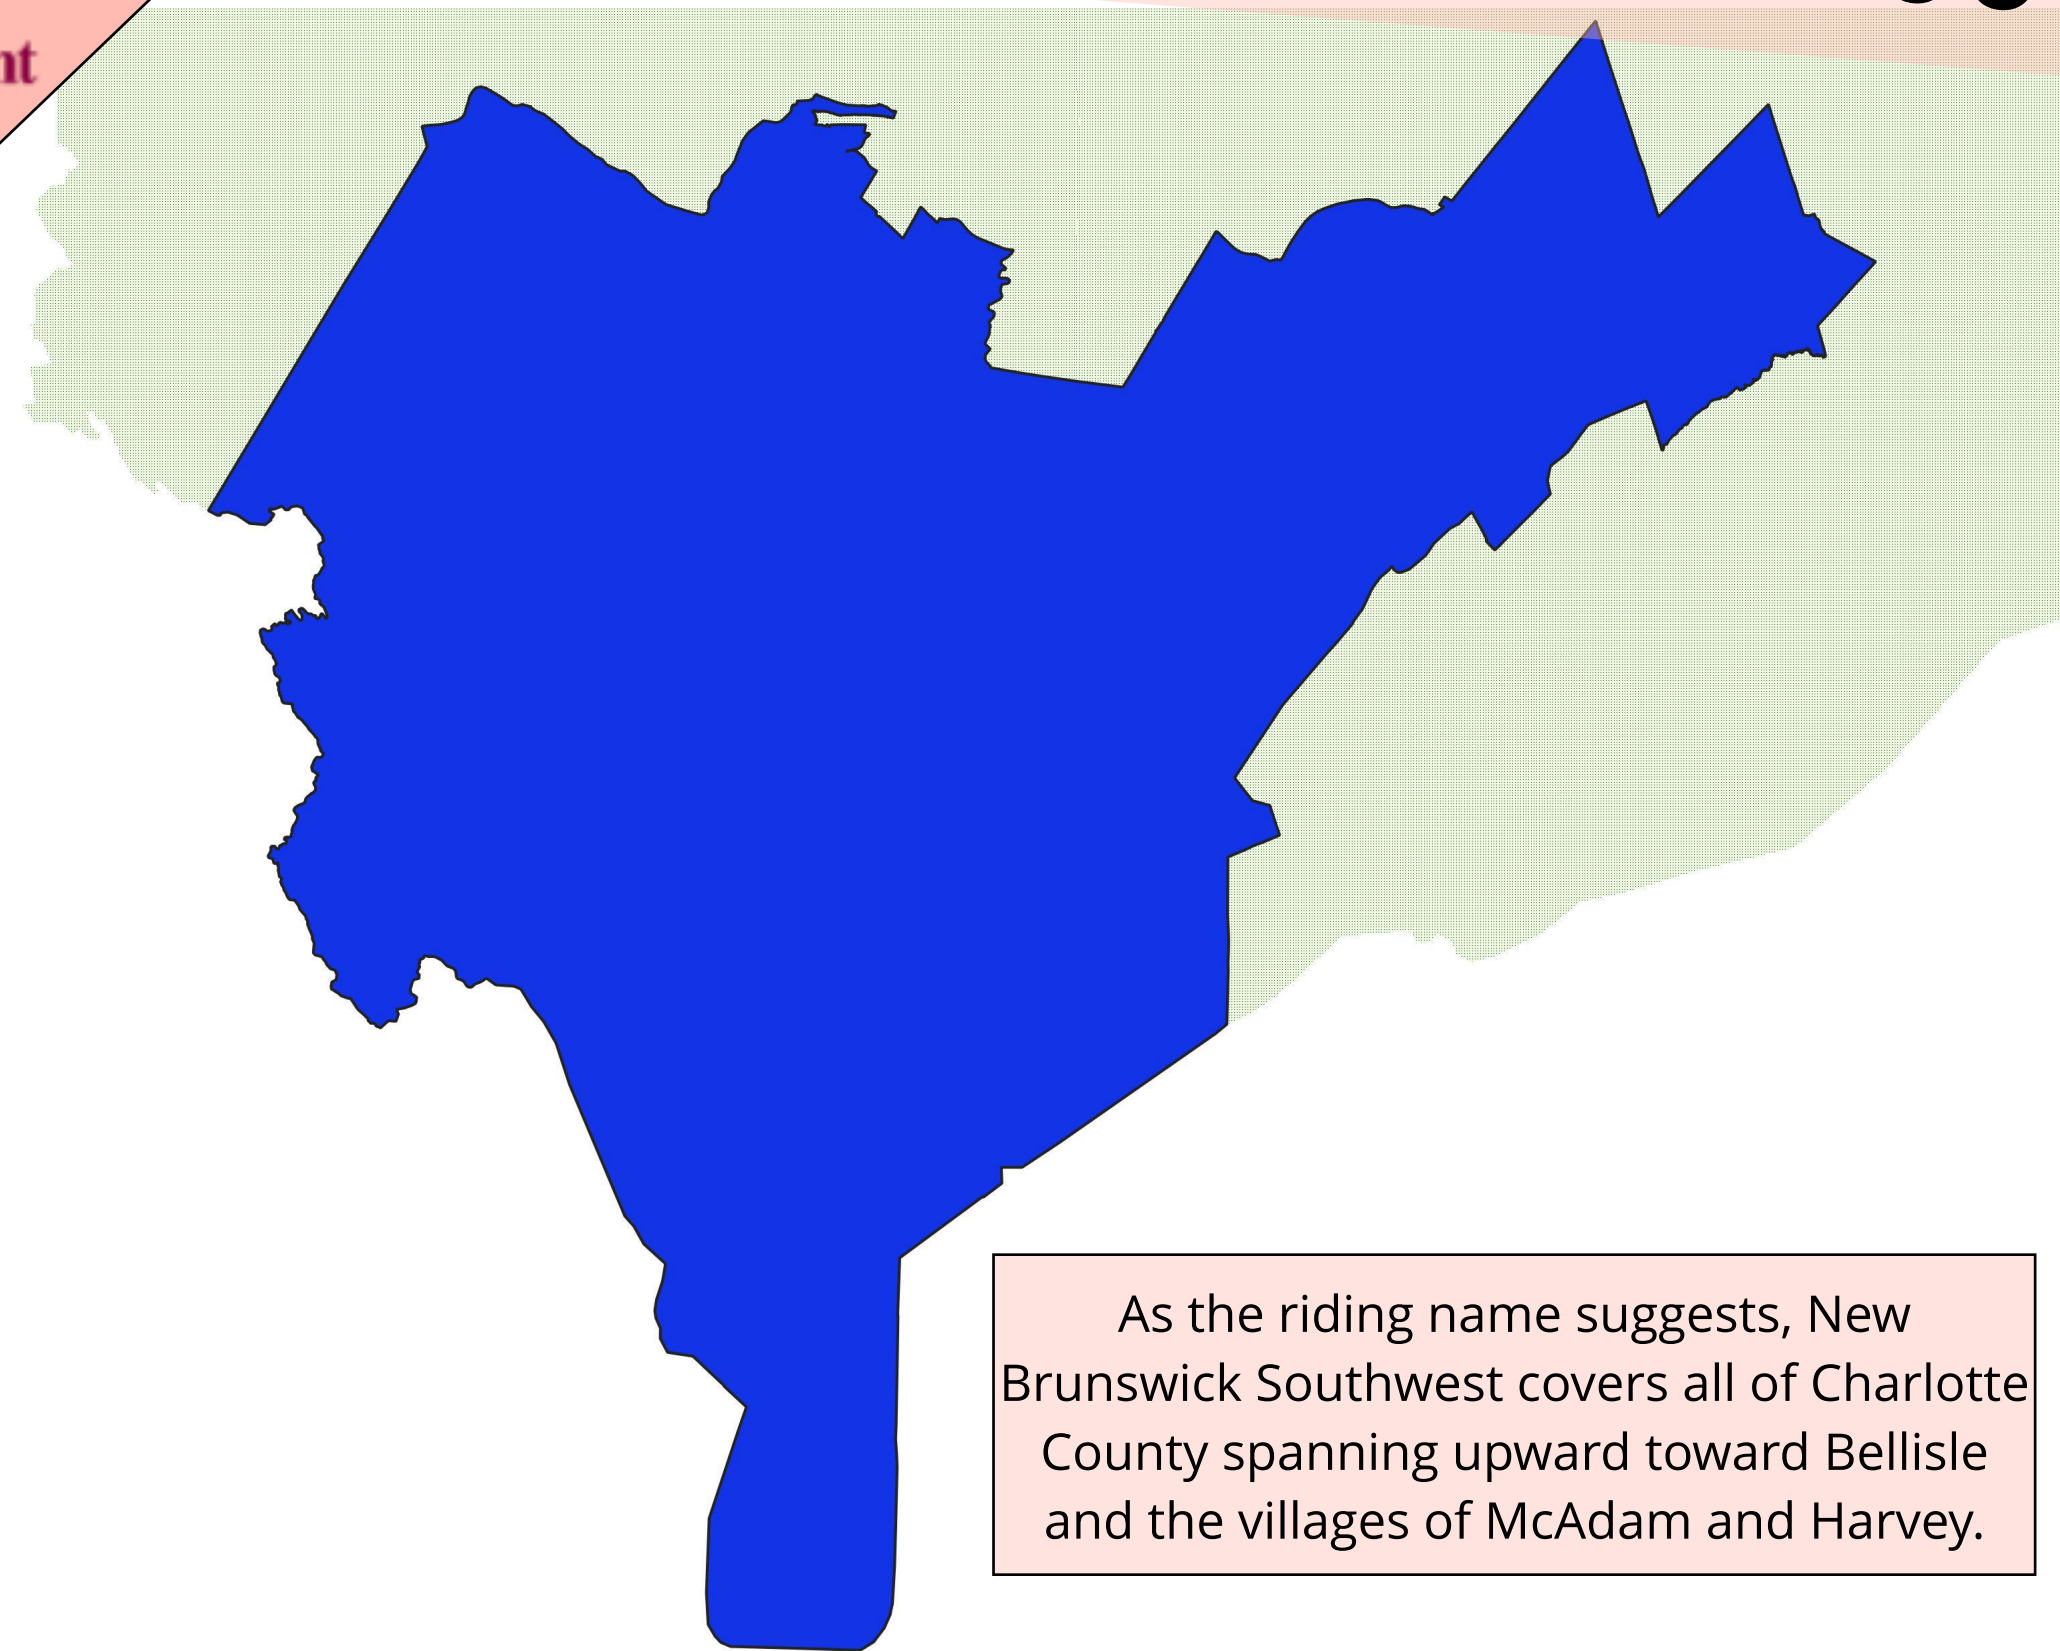 nt
As the riding name suggests, New
Brunswick Southwest covers all of Charlotte
County spanning upward toward Bellisle
and the villages of McAdam and Harvey.